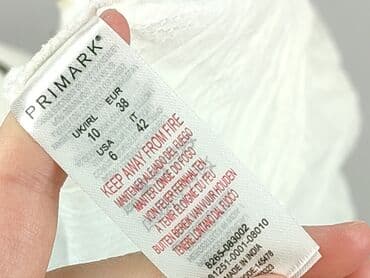 PRIMARK®
UK/IRL EUR
10 38
USA IT
6 42
KEEP AWAY FROM FIRE
MANTENER ALEJADO DEL FUEGO
MANTER LONGE DO FOGO
VON FEUER FERNHALTEN
À TENIR ÉLOIGNÉ DU FEU
BUITEN BEREIK VAN VUUR HOUDEN
TENERE LONTANO DAL FUOCO
MADE IN INDIA